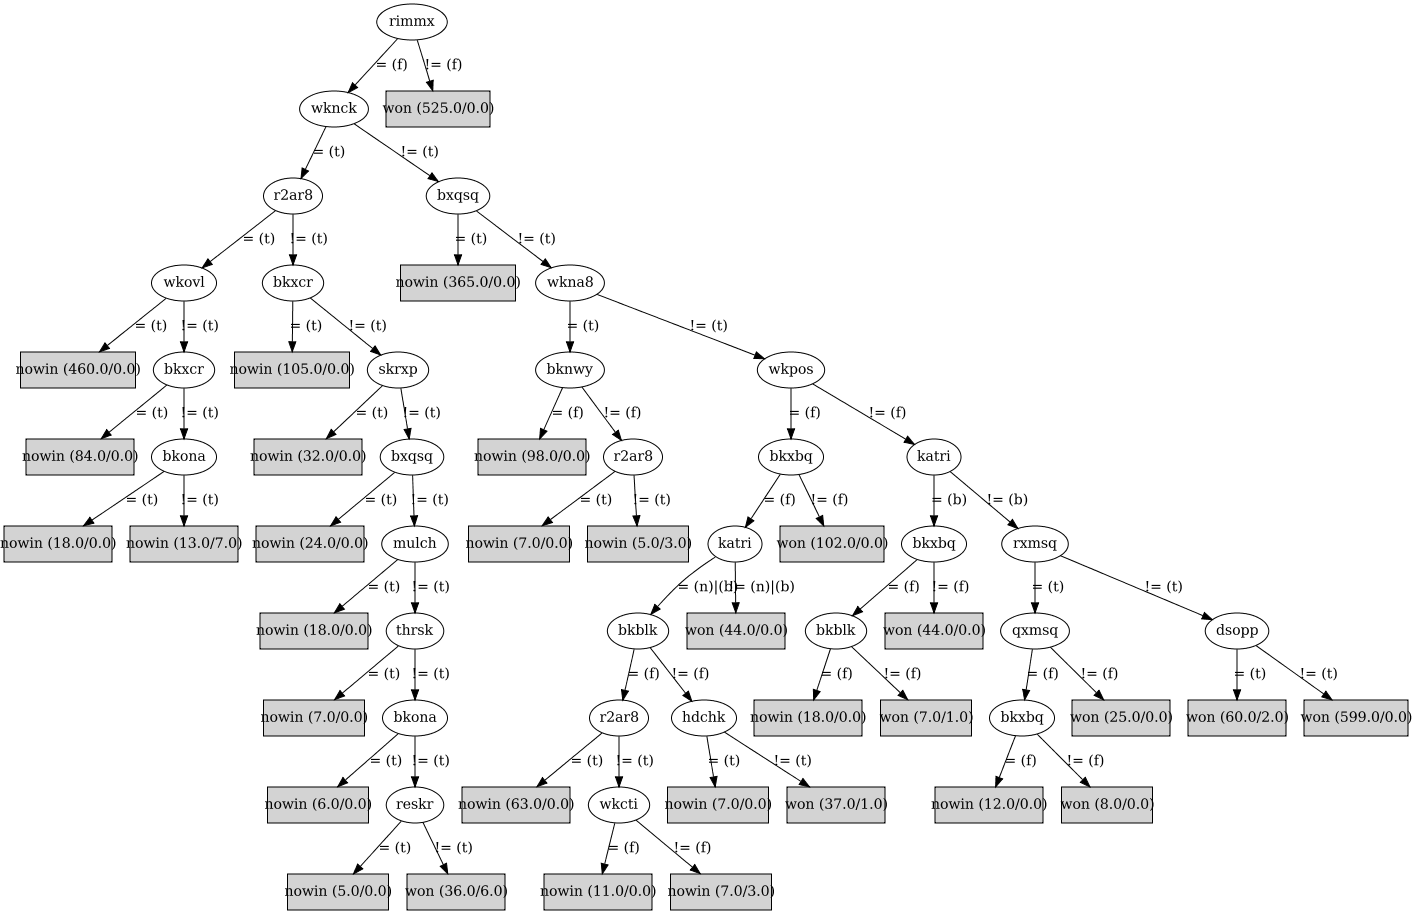 rimmx
= (f) != (f)
wknck won (525.0/0.0)
= (t) != (t)
r2ar8 bxqsq
= (t) != (t) = (t) != (t)
wkovl bkxcr nowin (365.0/0.0) wkna8
= (t) != (t) = (t) != (t) = (t) != (t)
nowin (460.0/0.0) bkxcr nowin (105.0/0.0) skrxp bknwy wkpos
= (t) != (t) = (t) != (t) = (f) != (f) = (f) != (f)
nowin (84.0/0.0) bkona nowin (32.0/0.0) bxqsq nowin (98.0/0.0) r2ar8 bkxbq katri
= (t) != (t) = (t) != (t) = (t) != (t) = (f) != (f) = (b) != (b)
nowin (18.0/0.0) nowin (13.0/7.0) nowin (24.0/0.0) mulch nowin (7.0/0.0) nowin (5.0/3.0) katri won (102.0/0.0) bkxbq rxmsq
= (t) != (t) = (n)|(b) != (n)|(b) = (f) != (f) = (t) != (t)
nowin (18.0/0.0) thrsk bkblk won (44.0/0.0) bkblk won (44.0/0.0) qxmsq dsopp
= (t) != (t) = (f) != (f) = (f) != (f) = (f) != (f) = (t) != (t)
nowin (7.0/0.0) bkona r2ar8 hdchk nowin (18.0/0.0) won (7.0/1.0) bkxbq won (25.0/0.0) won (60.0/2.0) won (599.0/0.0)
= (t) != (t) = (t) != (t) = (t) != (t) = (f) != (f)
nowin (6.0/0.0) reskr nowin (63.0/0.0) wkcti nowin (7.0/0.0) won (37.0/1.0) nowin (12.0/0.0) won (8.0/0.0)
= (t) != (t) = (f) != (f)
nowin (5.0/0.0) won (36.0/6.0) nowin (11.0/0.0) nowin (7.0/3.0)